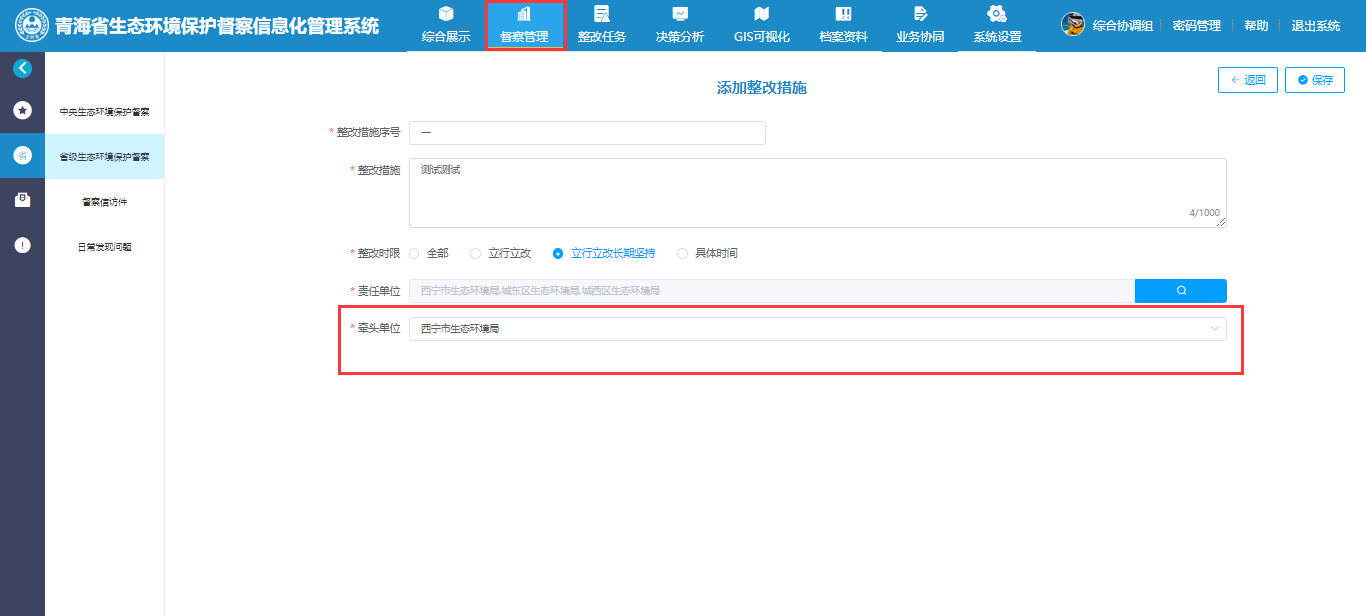 青海省生态环境保护督察信息化管理系统
综合展示
督察管理
整改任务
决策分析
GIS可视化
档案资料
业务协同
系统设置
综合协调组
密码管理
帮助
退出系统
中央生态环境保护督察
省
省级生态环境保护督察
督察信访件
日常发现问题
添加整改措施
返回
保存
* 整改措施序号
一
* 整改措施
测试测试
4/1000
* 整改时限
全部
立行立改
立行立改长期坚持
具体时间
* 责任单位
西宁市生态环境局,城东区生态环境局,城西区生态环境局
* 牵头单位
西宁市生态环境局